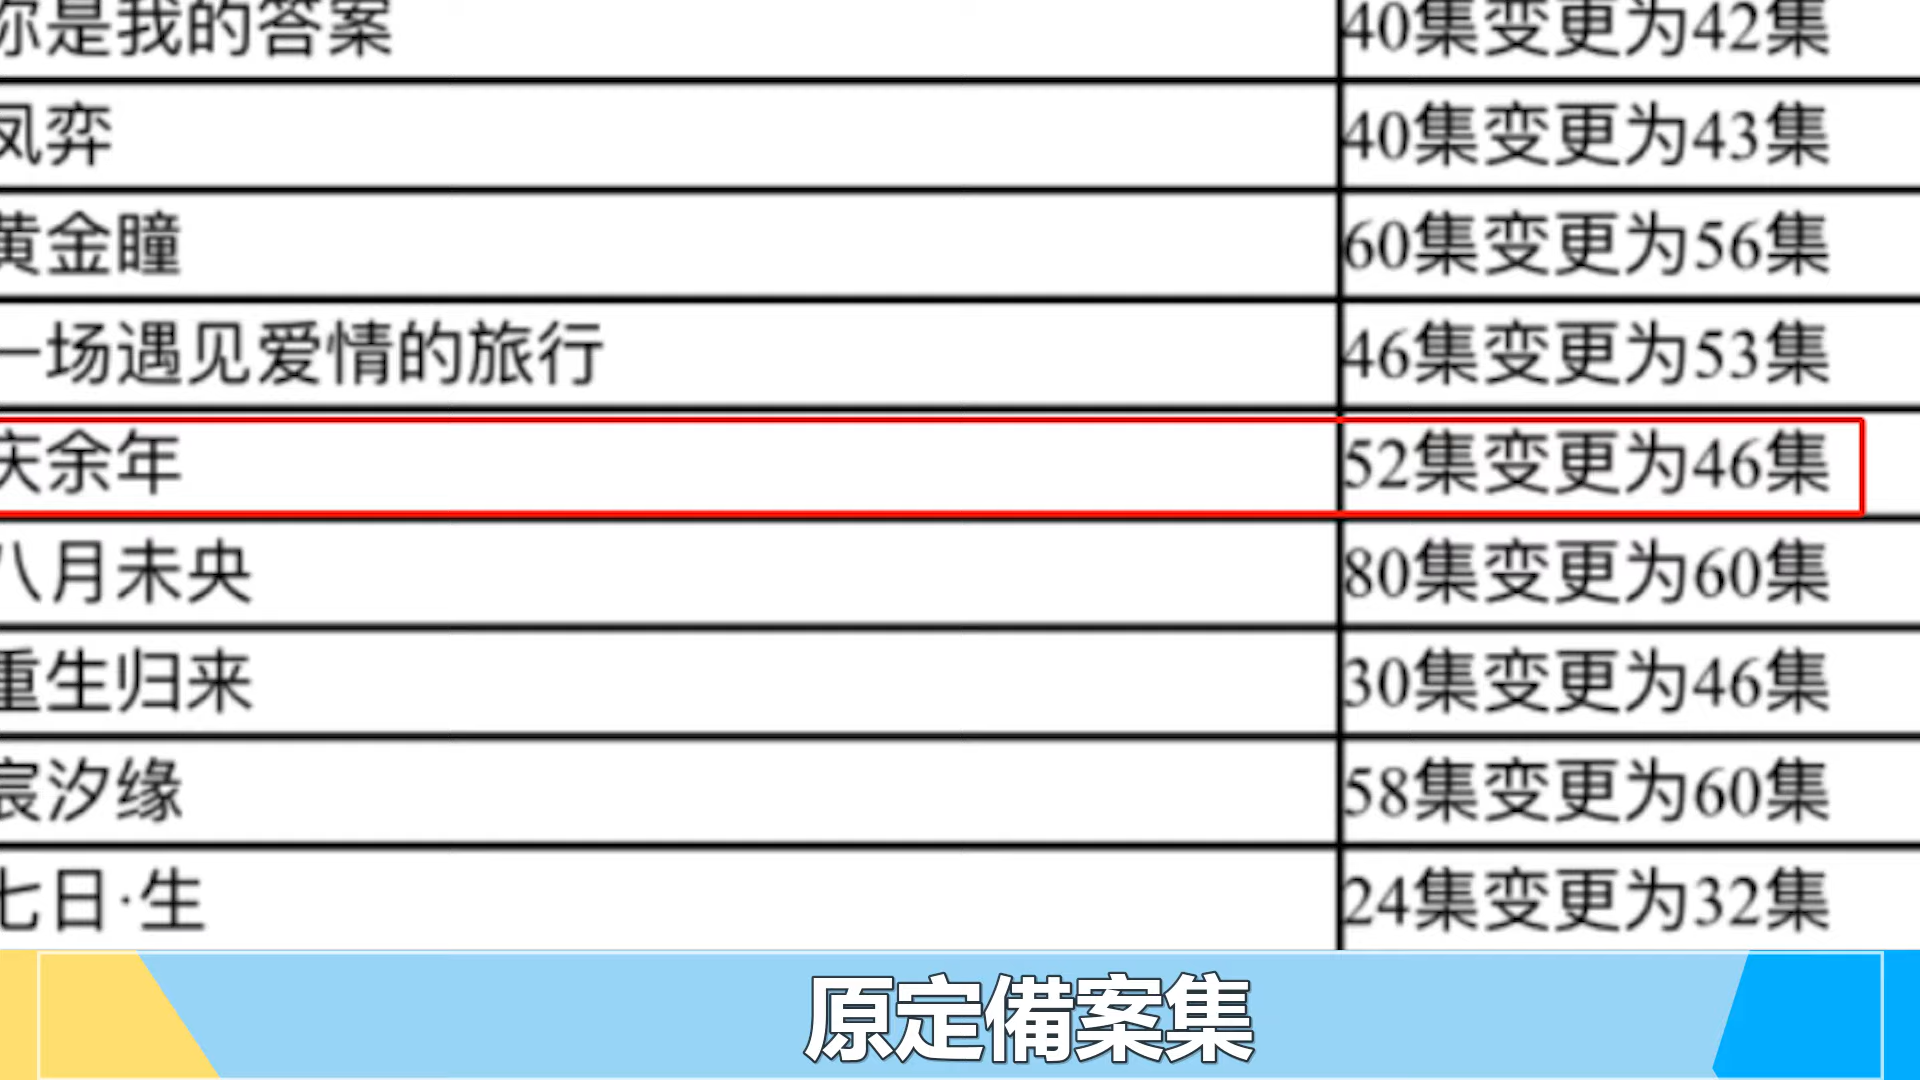 你是我的答案 40集变更为42集
凤弈 40集变更为43集
黄金瞳 60集变更为56集
一场遇见爱情的旅行 46集变更为53集
庆余年 52集变更为46集
八月未央 80集变更为60集
重生归来 30集变更为46集
宸汐缘 58集变更为60集
七日·生 24集变更为32集
原定備案集